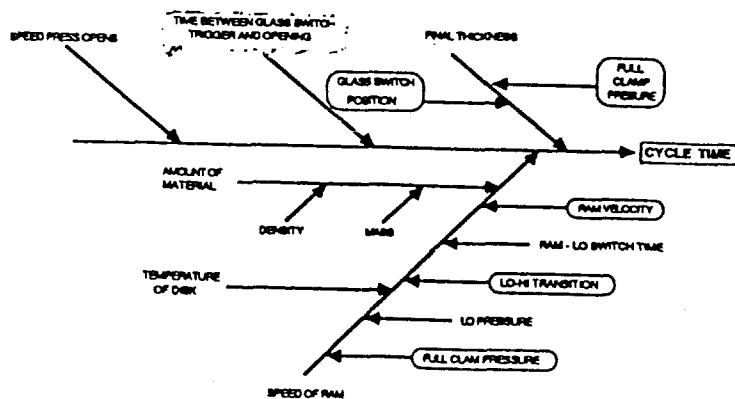 SPEED PRESS OPENS
TIME BETWEEN GLASS SWITCH
TRIGGER AND OPENING
FINAL THICKNESS
GLASS SWITCH
POSITION
FULL
CLAMP
PRESURE
CYCLE TIME
AMOUNT OF
MATERIAL
DENSITY
MASS
RAM VELOCITY
RAM - LO SWITCH TIME
TEMPERATURE
OF DISK
LO-HI TRANSITION
LO PRESSURE
FULL CLAM PRESSURE
SPEED OF RAM